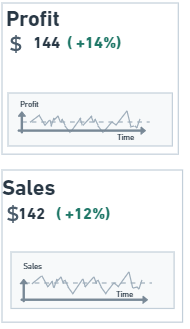 Profit
$ 144 ( +14%)
Profit
Time
Sales
$142 ( +12%)
Sales
Time